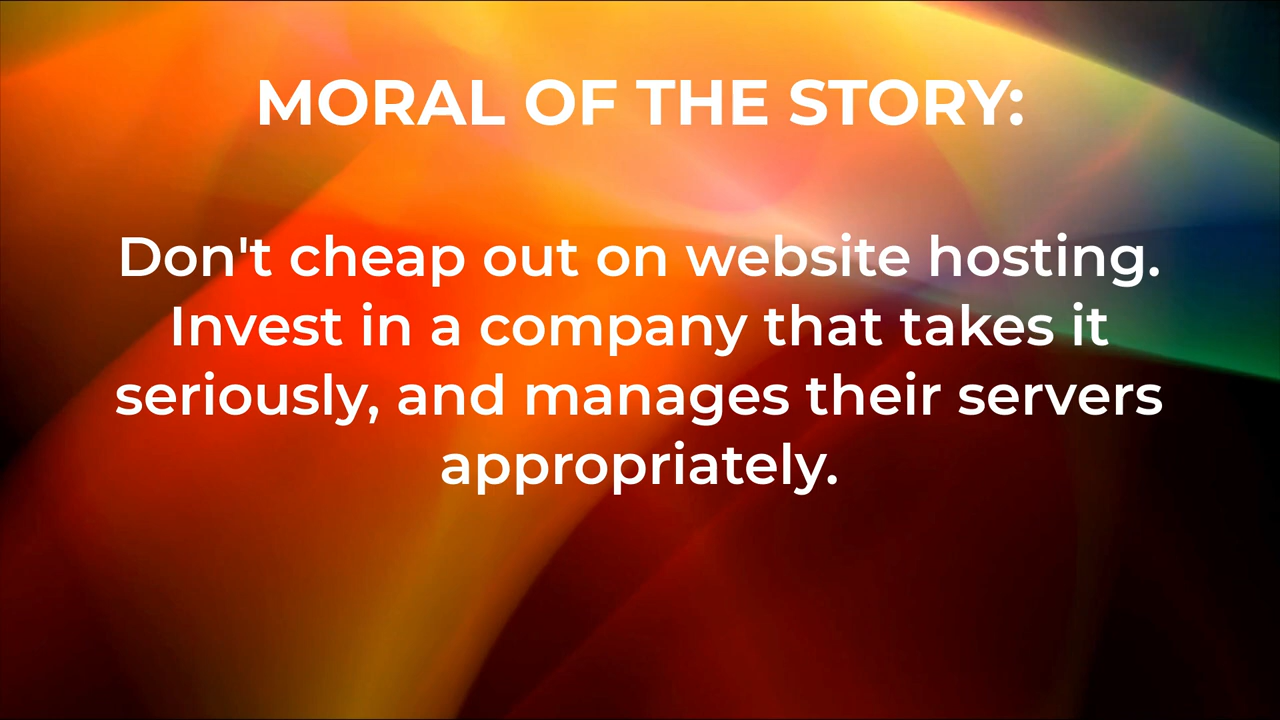 MORAL OF THE STORY:
Don't cheap out on website hosting.
Invest in a company that takes it
seriously, and manages their servers
appropriately.